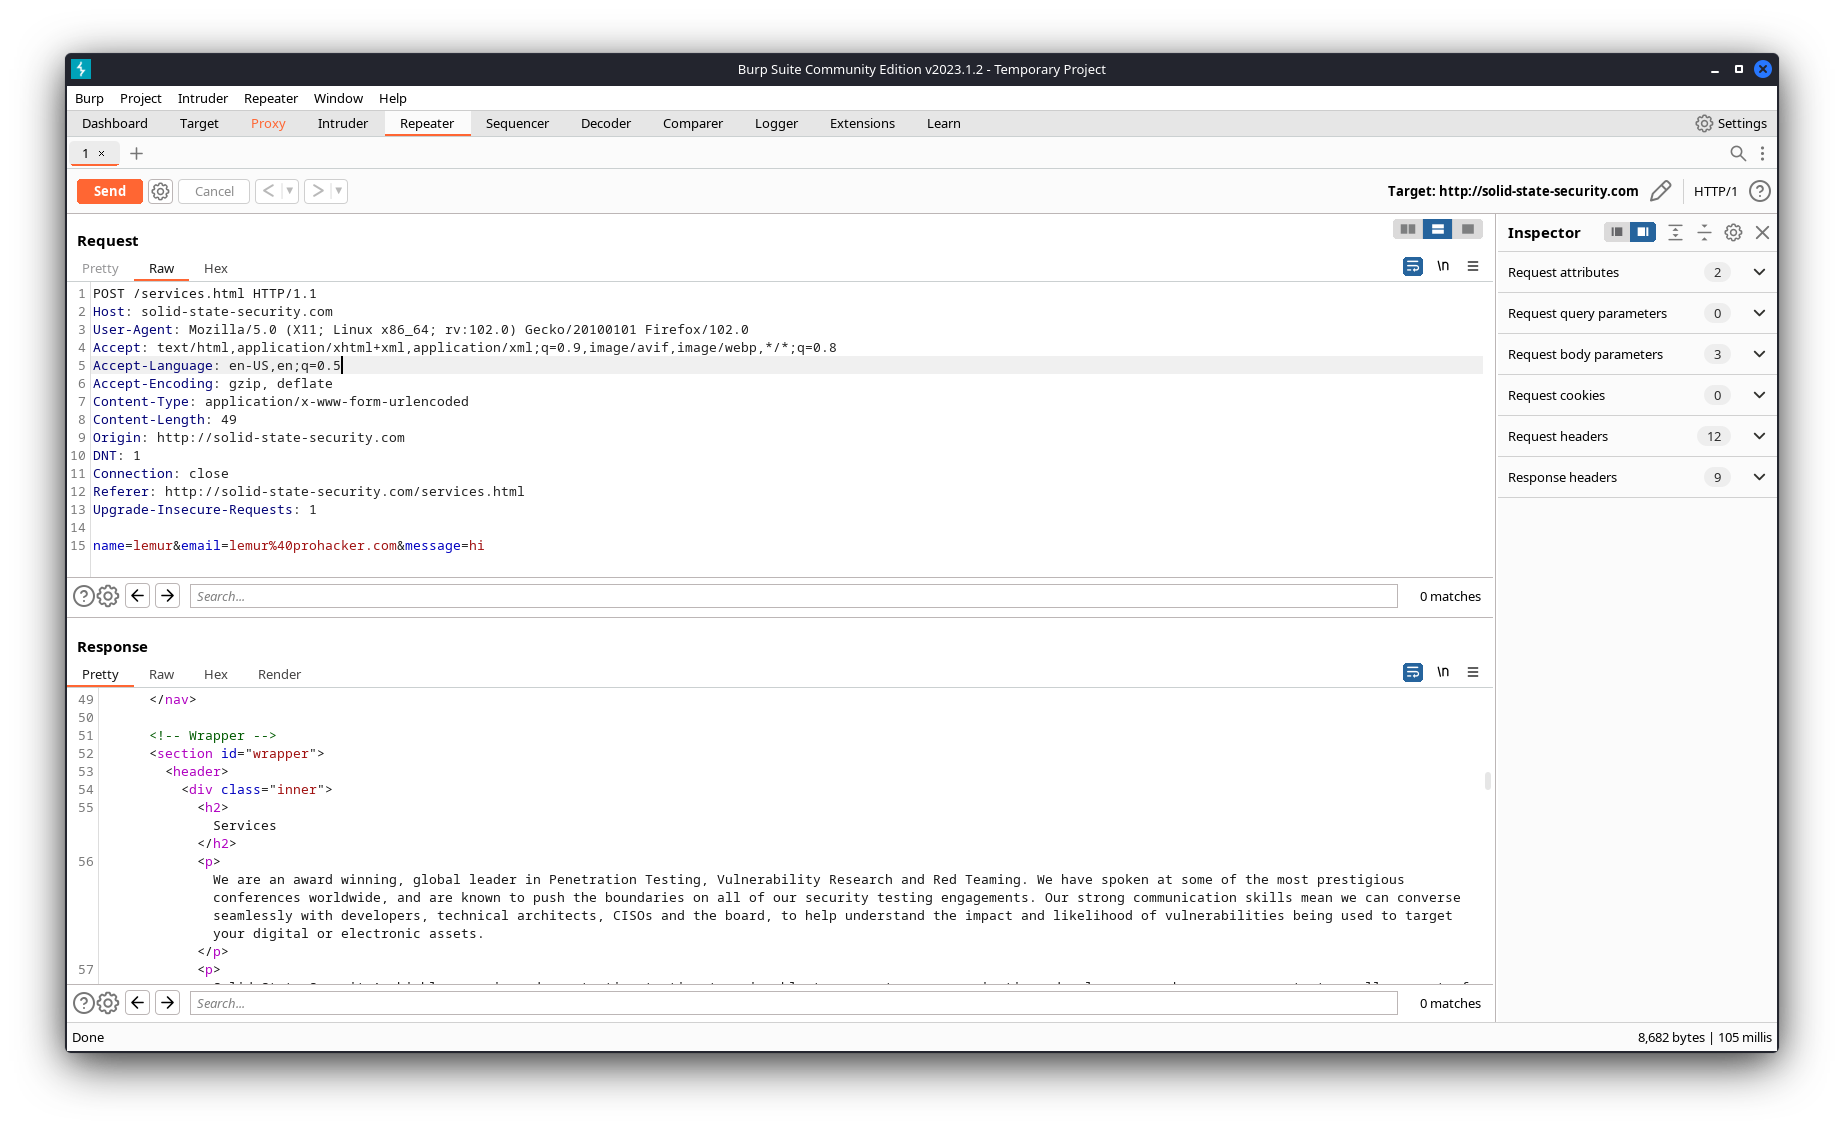 Burp Suite Community Edition v2023.1.2 - Temporary Project
Burp Project Intruder Repeater Window Help
Dashboard Target Proxy Intruder Repeater Sequencer Decoder Comparer Logger Extensions Learn Settings
1 × +
Send Cancel < > Target: http://solid-state-security.com HTTP/1 ?
Request
Pretty Raw Hex \n
1 POST /services.html HTTP/1.1
2 Host: solid-state-security.com
3 User-Agent: Mozilla/5.0 (X11; Linux x86_64; rv:102.0) Gecko/20100101 Firefox/102.0
4 Accept: text/html,application/xhtml+xml,application/xml;q=0.9,image/avif,image/webp,*/*;q=0.8
5 Accept-Language: en-US,en;q=0.5
6 Accept-Encoding: gzip, deflate
7 Content-Type: application/x-www-form-urlencoded
8 Content-Length: 49
9 Origin: http://solid-state-security.com
10 DNT: 1
11 Connection: close
12 Referer: http://solid-state-security.com/services.html
13 Upgrade-Insecure-Requests: 1
14
15 name=lemur&email=lemur%40prohacker.com&message=hi
? Search... 0 matches
Response
Pretty Raw Hex Render \n
49 </nav>
50
51 <!-- Wrapper -->
52 <section id="wrapper">
53 <header>
54 <div class="inner">
55 <h2>
Services
</h2>
56 <p>
We are an award winning, global leader in Penetration Testing, Vulnerability Research and Red Teaming. We have spoken at some of the most prestigious
conferences worldwide, and are known to push the boundaries on all of our security testing engagements. Our strong communication skills mean we can converse
seamlessly with developers, technical architects, CISOs and the board, to help understand the impact and likelihood of vulnerabilities being used to target
your digital or electronic assets.
</p>
57 <p>
? Search... 0 matches
Inspector
Request attributes 2
Request query parameters 0
Request body parameters 3
Request cookies 0
Request headers 12
Response headers 9
Done 8,682 bytes | 105 millis